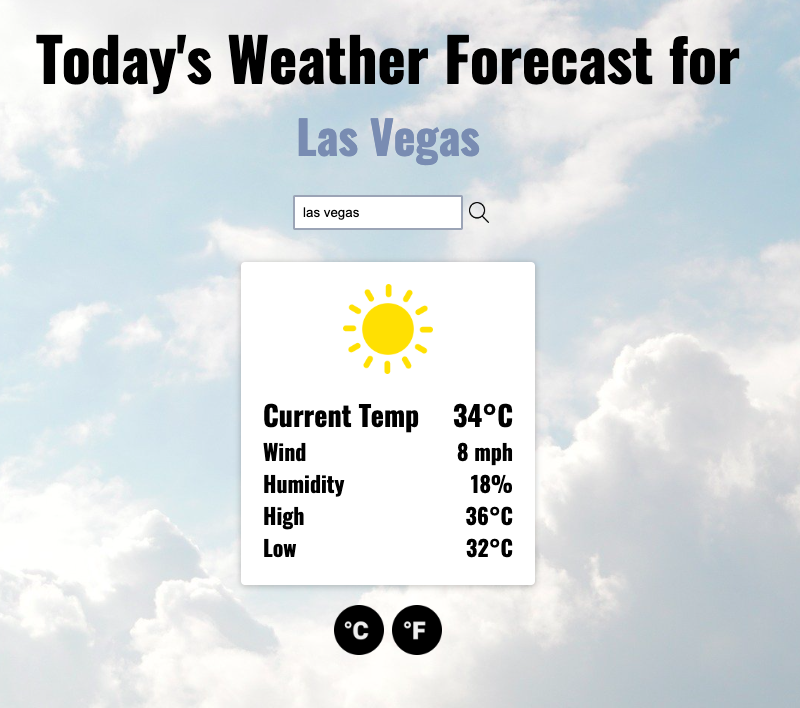 Today's Weather Forecast for
Las Vegas
las vegas
Current Temp 34°C
Wind 8 mph
Humidity 18%
High 36°C
Low 32°C
°C °F